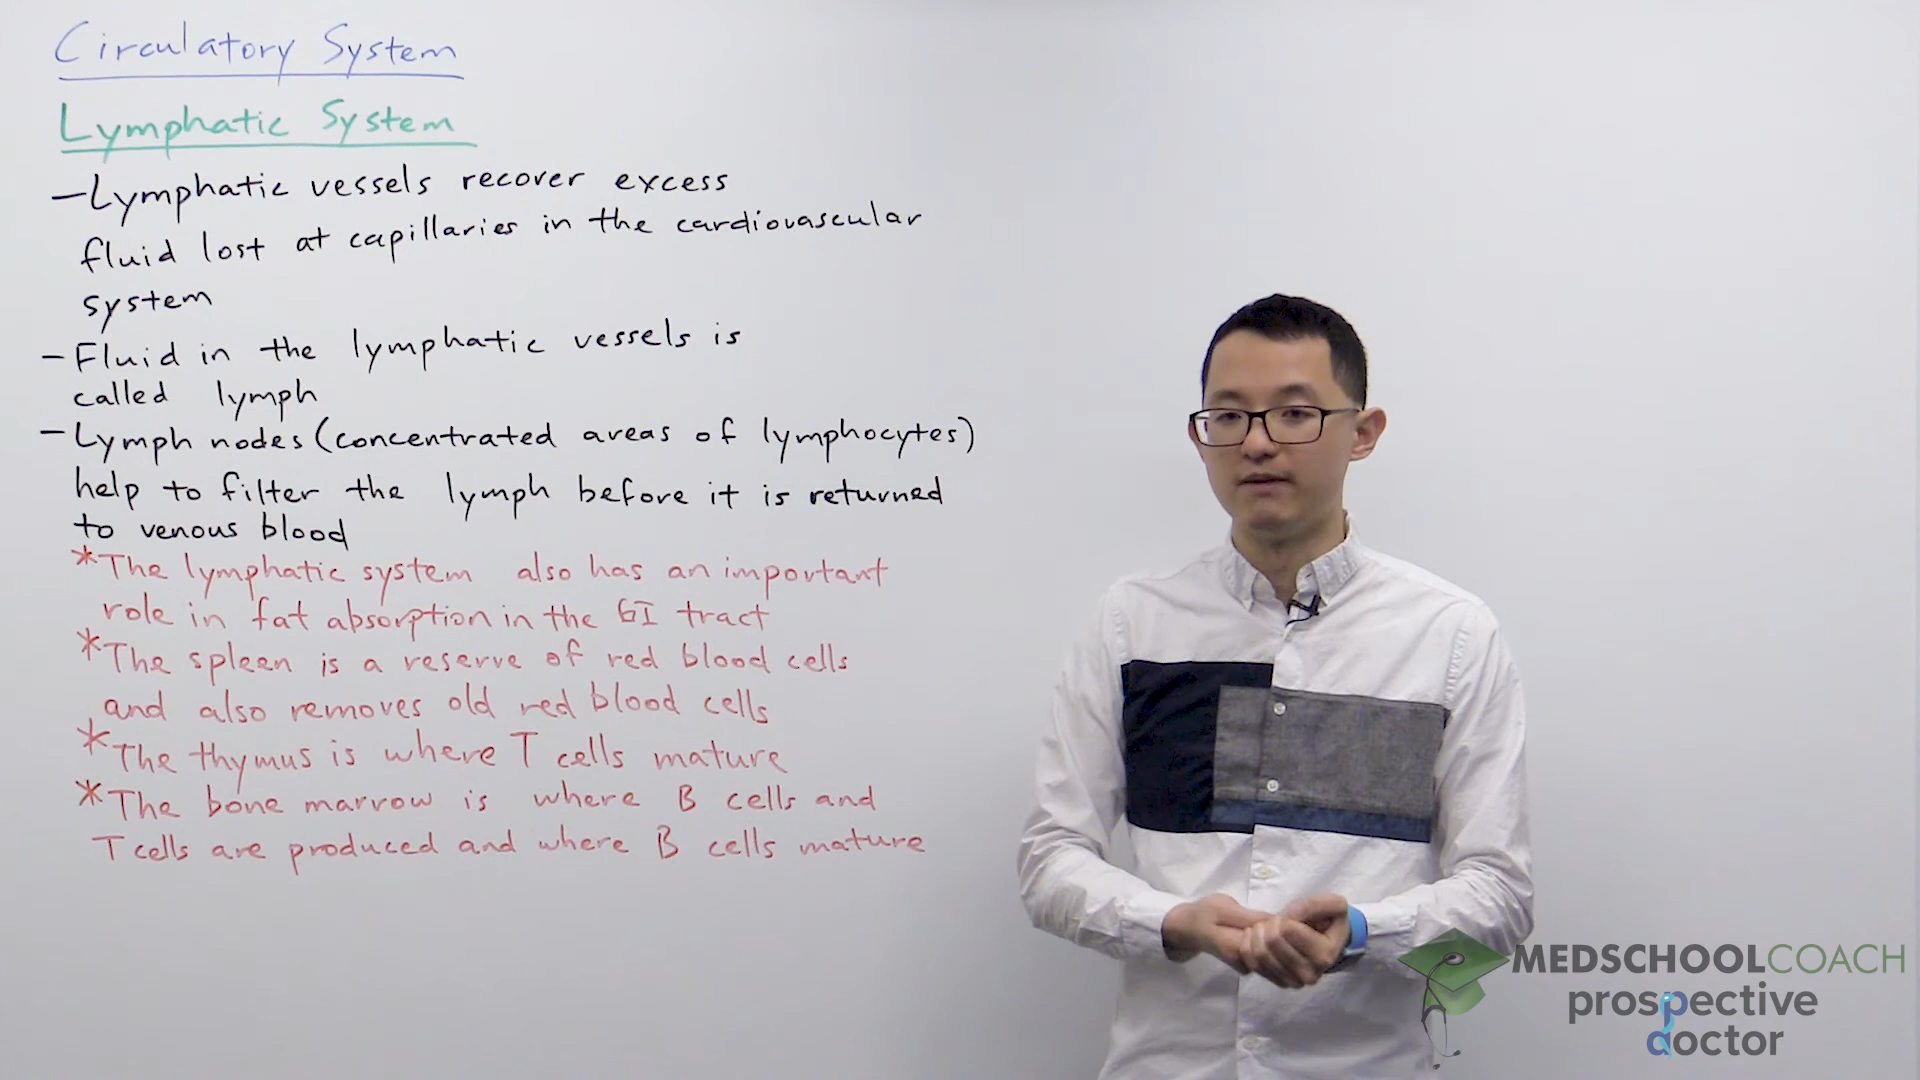 Circulatory System
Lymphatic System
- Lymphatic vessels recover excess
fluid lost at capillaries in the cardiovascular
system
- Fluid in the lymphatic vessels is
called lymph
- Lymph nodes (concentrated areas of lymphocytes)
help to filter the lymph before it is returned
to venous blood
* The lymphatic system also has an important
role in fat absorption in the GI tract
* The spleen is a reserve of red blood cells
and also removes old red blood cells
* The thymus is where T cells mature
* The bone marrow is where B cells and
T cells are produced and where B cells mature
MEDSCHOOLCOACH
prospective
doctor